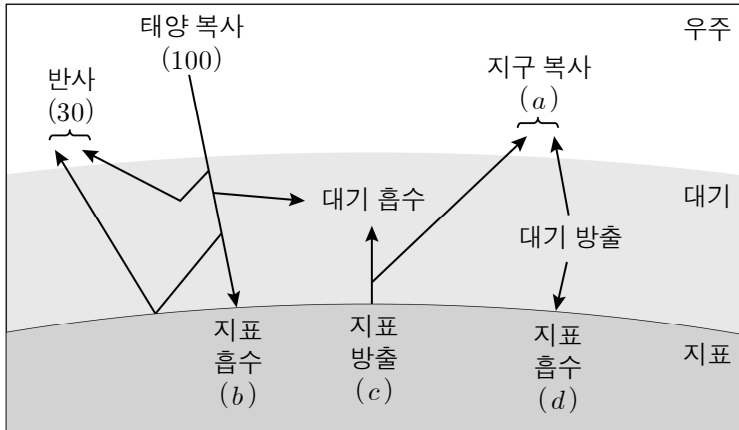 태양 복사
(100)
우주
반사
(30)
지구 복사
(a)
대기 흡수
대기
대기 방출
지표
흡수
(b)
지표
방출
(c)
지표
흡수
(d)
지표